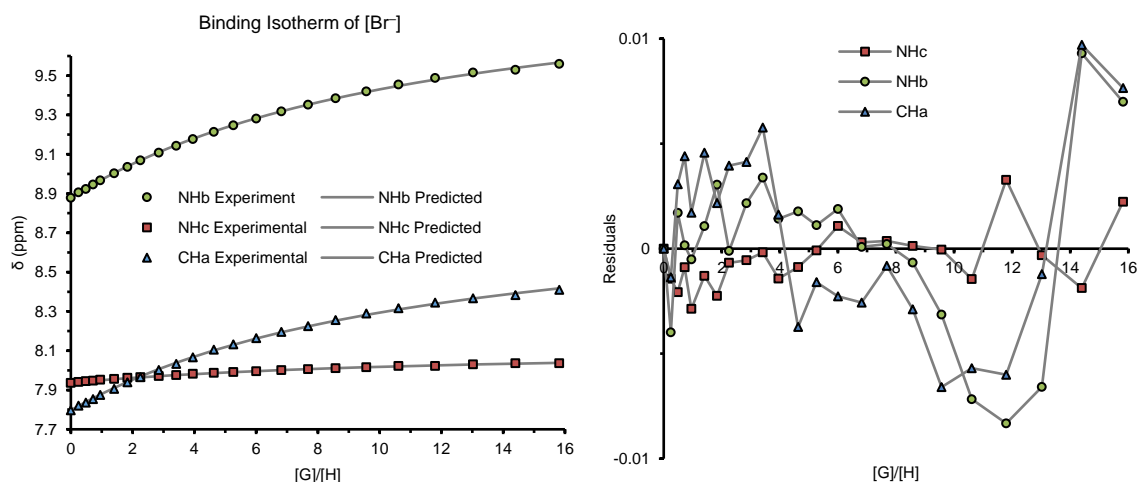 Binding Isotherm of [Br⁻]
9.5
9.3
9.1
8.9
8.7
8.5
8.3
8.1
7.9
7.7
δ (ppm)
NHb Experiment
NHb Predicted
NHc Experimental
NHc Predicted
CHa Experimental
CHa Predicted
0 2 4 6 8 10 12 14 16
[G]/[H]
0.01
0
-0.01
Residuals
NHc
NHb
CHa
0 2 4 6 8 10 12 14 16
[G]/[H]